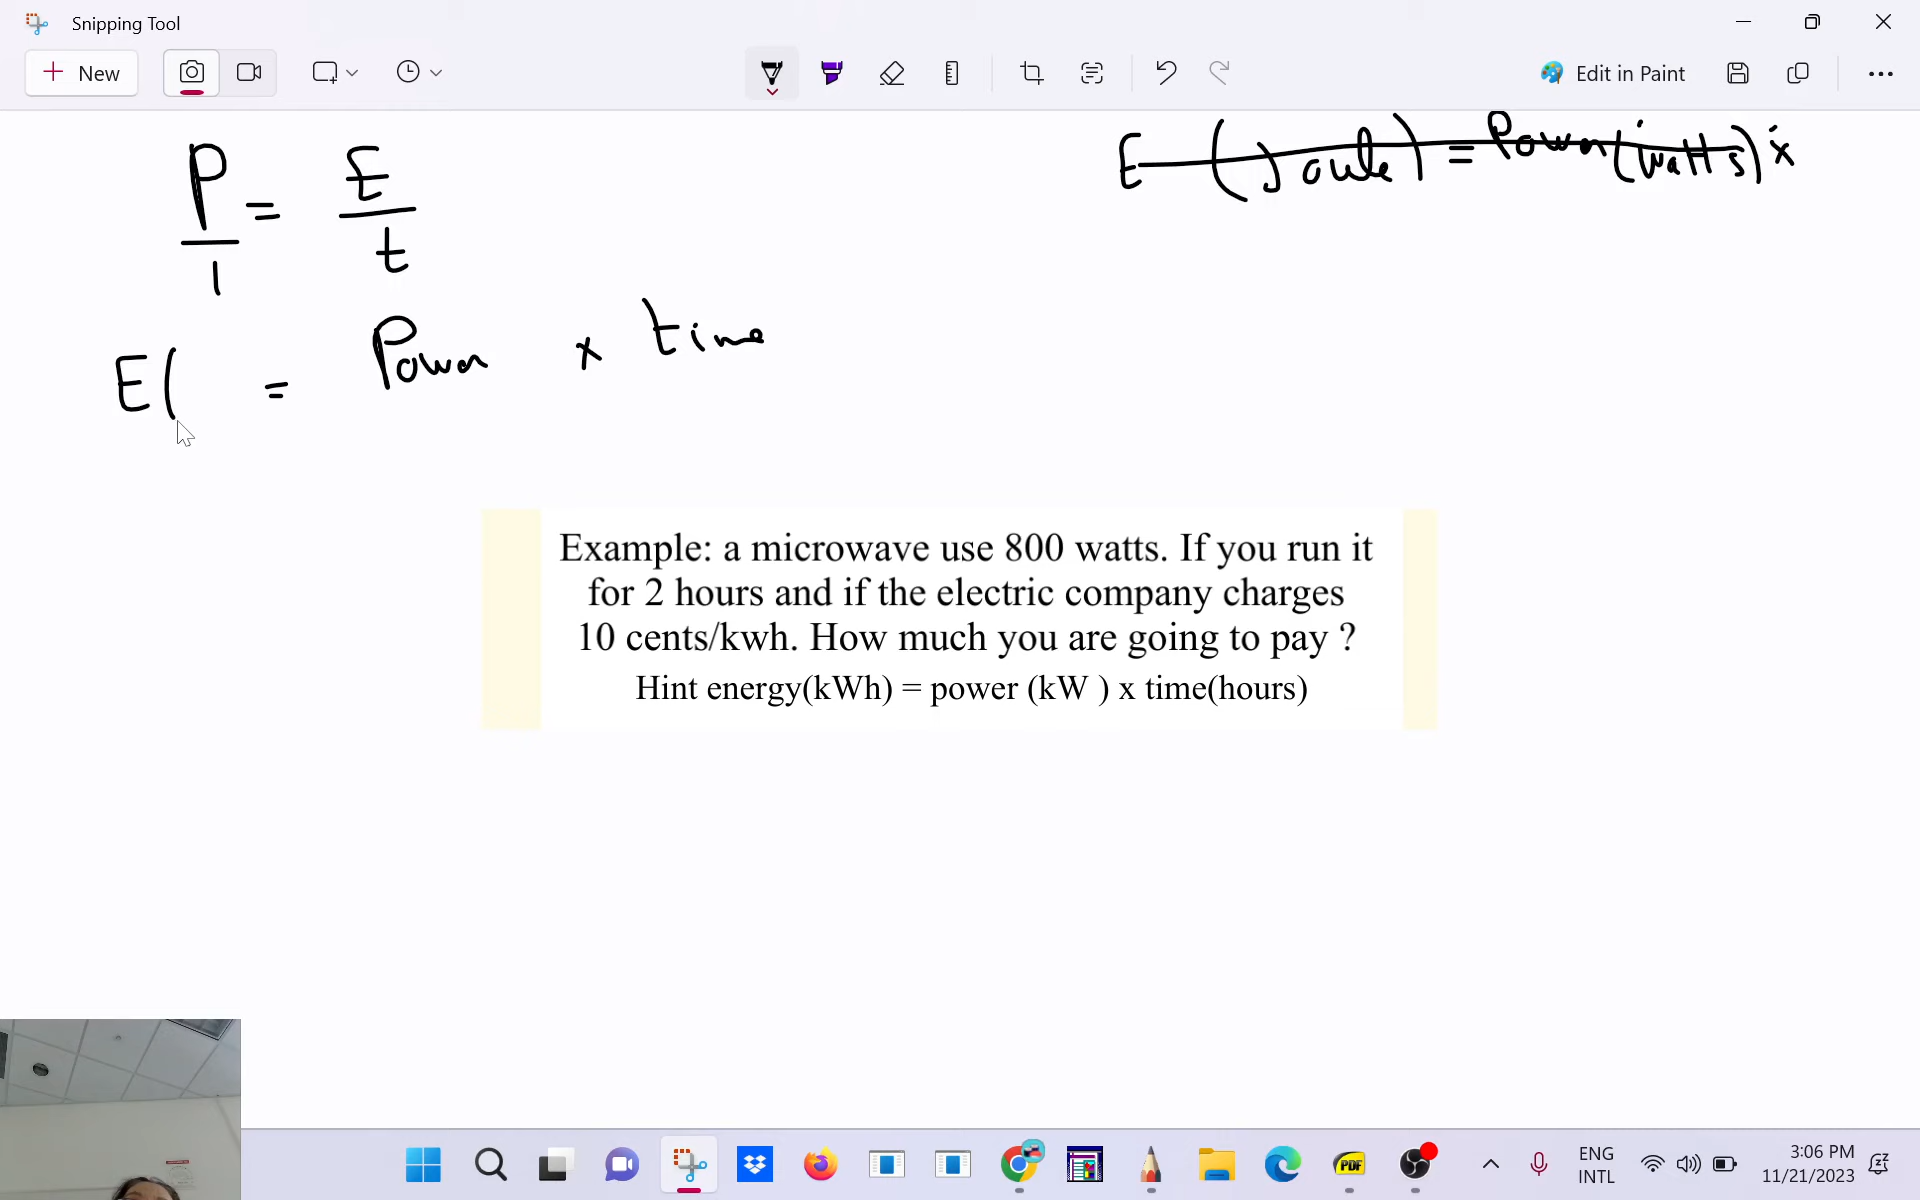 Snipping Tool
New
Edit in Paint
P/1 = E/t
E (Joule) = Power (watts) x
E( = Power x time
Example: a microwave use 800 watts. If you run it
for 2 hours and if the electric company charges
10 cents/kwh. How much you are going to pay ?
Hint energy(kWh) = power (kW ) x time(hours)
PDF
ENG
INTL
3:06 PM
11/21/2023